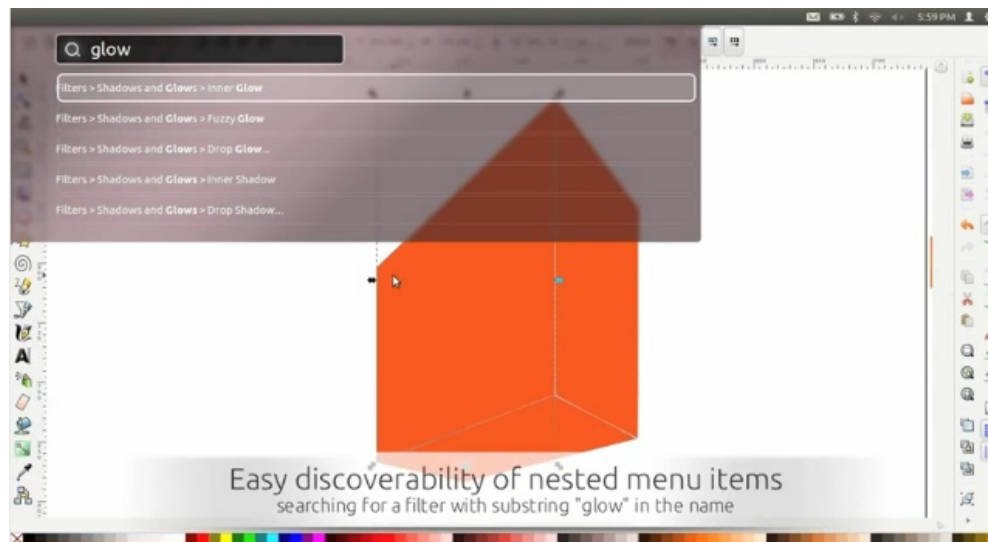 5:59 PM
glow
Filters > Shadows and Glows > Inner Glow
Filters > Shadows and Glows > Fuzzy Glow
Filters > Shadows and Glows > Drop Glow...
Filters > Shadows and Glows > Inner Shadow
Filters > Shadows and Glows > Drop Shadow...
Easy discoverability of nested menu items
searching for a filter with substring "glow" in the name